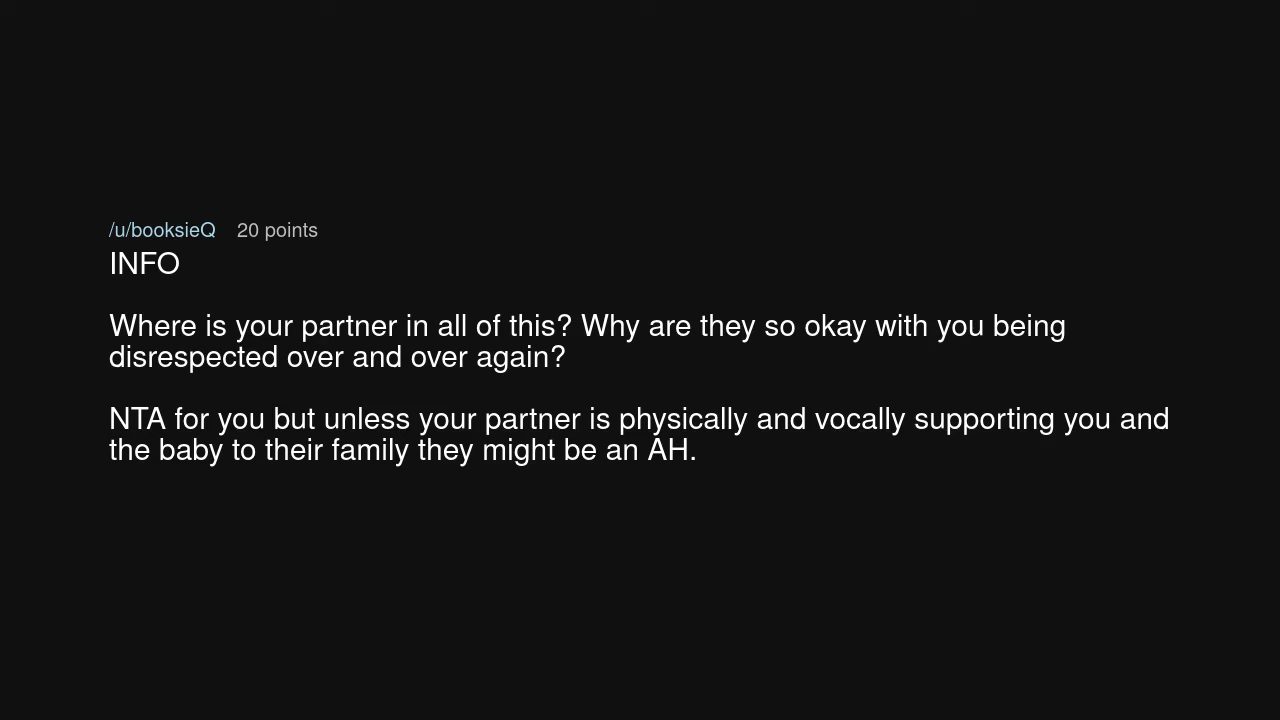 /u/booksieQ 20 points
INFO
Where is your partner in all of this? Why are they so okay with you being
disrespected over and over again?
NTA for you but unless your partner is physically and vocally supporting you and
the baby to their family they might be an AH.